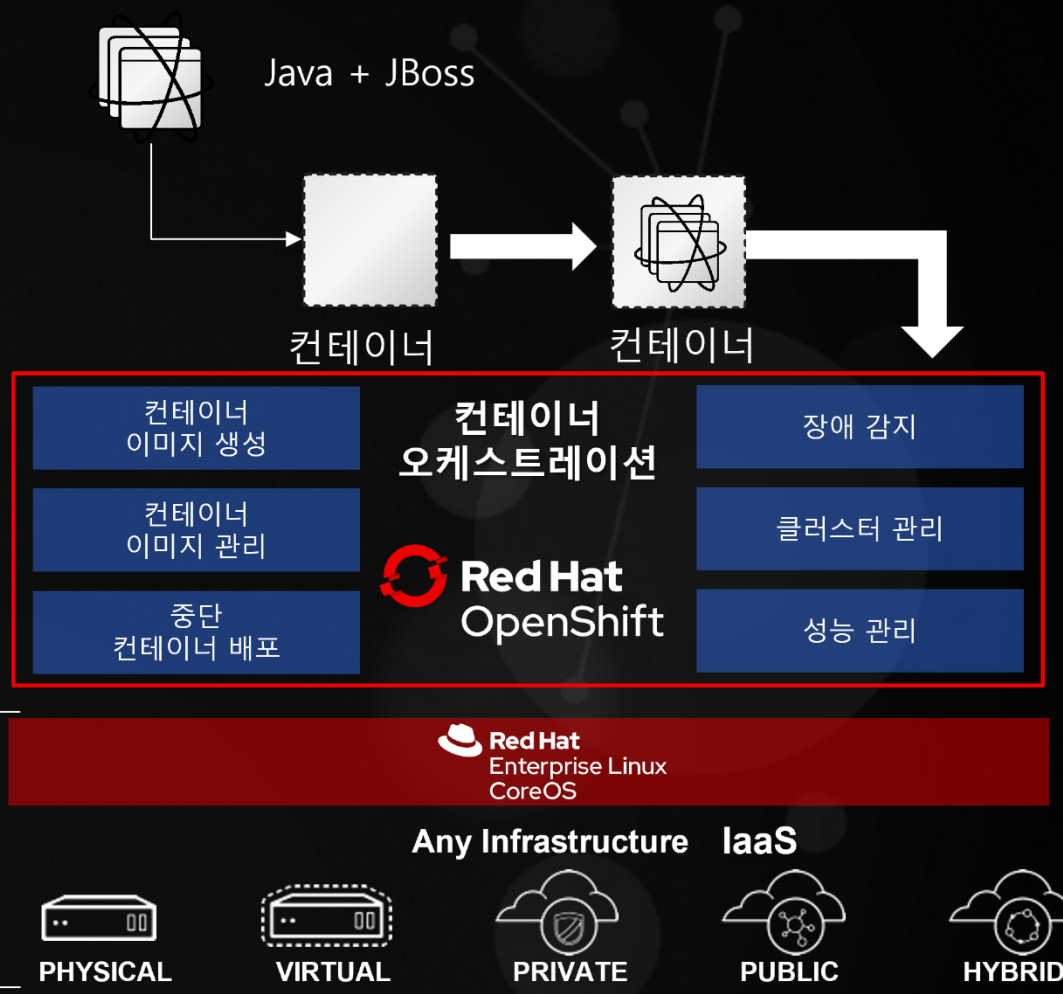 Java + JBoss
컨테이너
컨테이너
컨테이너
이미지 생성
컨테이너
이미지 관리
중단
컨테이너 배포
컨테이너
오케스트레이션
Red Hat
OpenShift
장애 감지
클러스터 관리
성능 관리
Red Hat
Enterprise Linux
CoreOS
Any Infrastructure IaaS
PHYSICAL
VIRTUAL
PRIVATE
PUBLIC
HYBRID